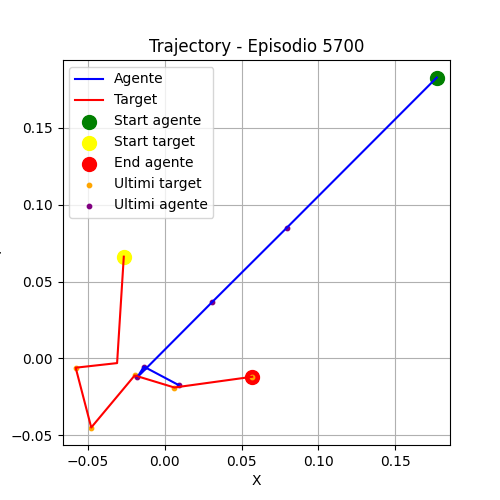 Trajectory - Episodio 5700
Agente
Target
Start agente
Start target
End agente
Ultimi target
Ultimi agente
0.15
0.10
0.05
0.00
−0.05
−0.05
0.00
0.05
0.10
0.15
X